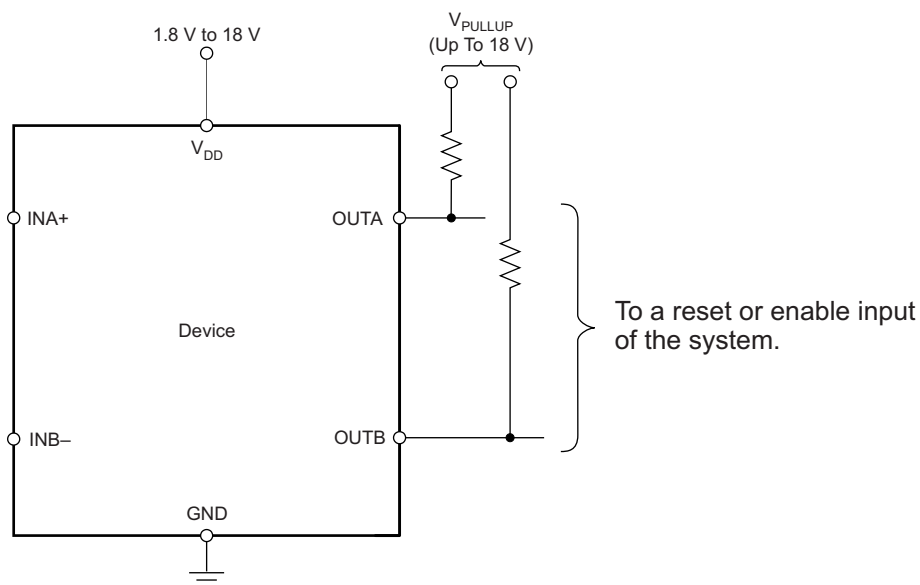 1.8 V to 18 V
VPULLUP
(Up To 18 V)
VDD
INA+
OUTA
Device
To a reset or enable input
of the system.
INB–
OUTB
GND